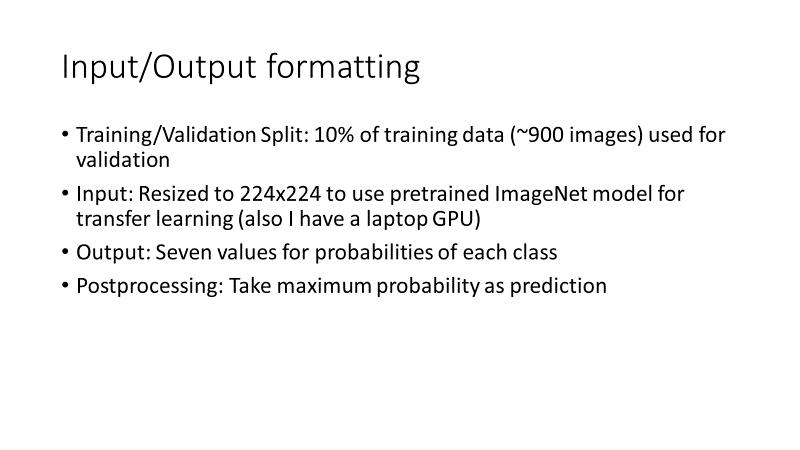 Input/Output formatting
• Training/Validation Split: 10% of training data (~900 images) used for
validation
• Input: Resized to 224x224 to use pretrained ImageNet model for
transfer learning (also I have a laptop GPU)
• Output: Seven values for probabilities of each class
• Postprocessing: Take maximum probability as prediction